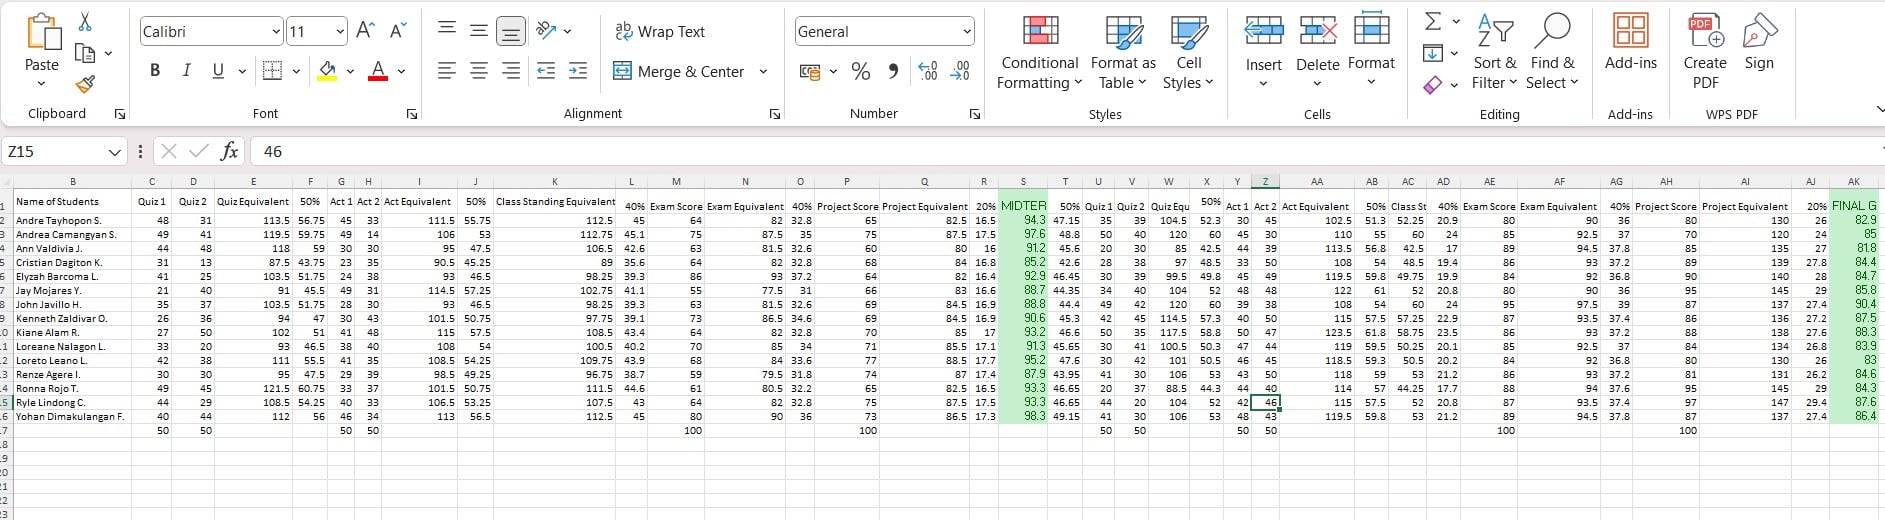 Paste
Clipboard
Calibri 11 A^ A˅
B I U A
Font
ab Wrap Text
Merge & Center
Alignment
General
% 9 .00 .00
Number
Conditional Formatting
Format as Table
Cell Styles
Styles
Insert Delete Format
Cells
Sort & Filter
Find & Select
Editing
Add-ins
Add-ins
PDF
Create PDF
Sign
WPS PDF
Z15 fx 46
B C D E F G H I J K L M N O P Q R S T U V W X Y Z AA AB AC AD AE AF AG AH AI AJ AK
1 Name of Students Quiz 1 Quiz 2 Quiz Equivalent 50% Act 1 Act 2 Act Equivalent 50% Class Standing Equivalent 40% Exam Score Exam Equivalent 40% Project Score Project Equivalent 20% MIDTER 50% Quiz 1 Quiz 2 Quiz Equ 50% Act 1 Act 2 Act Equivalent 50% Class St 40% Exam Score Exam Equivalent 40% Project Score Project Equivalent 20% FINAL G
2 Andre Tayhopon S. 48 31 113.5 56.75 45 33 111.5 55.75 112.5 45 64 82 32.8 65 82.5 16.5 94.3 47.15 35 39 104.5 52.3 30 45 102.5 51.3 52.25 20.9 80 90 36 80 130 26 82.9
3 Andrea Camangyan S. 49 41 119.5 59.75 49 14 106 53 112.75 45.1 75 87.5 35 75 87.5 17.5 97.6 48.8 50 40 120 60 45 30 110 55 60 24 85 92.5 37 70 120 24 85
4 Ann Valdivia J. 44 48 118 59 30 30 95 47.5 106.5 42.6 63 81.5 32.6 60 80 16 91.2 45.6 20 30 85 42.5 44 39 113.5 56.8 42.5 17 89 94.5 37.8 85 135 27 81.8
5 Cristian Dagiton K. 31 13 87.5 43.75 23 35 90.5 45.25 89 35.6 64 82 32.8 68 84 16.8 85.2 42.6 28 38 97 48.5 33 50 108 54 48.5 19.4 86 93 37.2 89 139 27.8 84.4
6 Elyzah Barcoma L. 41 25 103.5 51.75 24 38 93 46.5 98.25 39.3 86 93 37.2 64 82 16.4 92.9 46.45 30 39 99.5 49.8 45 49 119.5 59.8 49.75 19.9 84 92 36.8 90 140 28 84.7
7 Jay Mojares Y. 21 40 91 45.5 49 31 114.5 57.25 102.75 41.1 55 77.5 31 66 83 16.6 88.7 44.35 34 40 104 52 48 48 122 61 52 20.8 80 90 36 95 145 29 85.8
8 John Javillo H. 35 37 103.5 51.75 28 30 93 46.5 98.25 39.3 63 81.5 32.6 69 84.5 16.9 88.8 44.4 49 42 120 60 39 38 108 54 60 24 95 97.5 39 87 137 27.4 90.4
9 Kenneth Zaldivar O. 26 36 94 47 30 43 101.5 50.75 97.75 39.1 73 86.5 34.6 69 84.5 16.9 90.6 45.3 42 45 114.5 57.3 40 50 115 57.5 57.25 22.9 87 93.5 37.4 86 136 27.2 87.5
10 Kiane Alam R. 27 50 102 51 41 48 115 57.5 108.5 43.4 64 82 32.8 70 85 17 93.2 46.6 50 35 117.5 58.8 50 47 123.5 61.8 58.75 23.5 86 93 37.2 88 138 27.6 88.3
11 Loreane Nalagon L. 33 20 93 46.5 38 40 108 54 100.5 40.2 70 85 34 71 85.5 17.1 91.3 45.65 30 41 100.5 50.3 47 44 119 59.5 50.25 20.1 85 92.5 37 84 134 26.8 83.9
12 Loreto Leano L. 42 38 111 55.5 41 35 108.5 54.25 109.75 43.9 68 84 33.6 77 88.5 17.7 95.2 47.6 30 42 101 50.5 46 45 118.5 59.3 50.5 20.2 84 92 36.8 80 130 26 83
13 Renze Agere I. 30 30 95 47.5 29 39 98.5 49.25 96.75 38.7 59 79.5 31.8 74 87 17.4 87.9 43.95 41 30 106 53 43 50 118 59 53 21.2 86 93 37.2 81 131 26.2 84.6
14 Ronna Rojo T. 49 45 121.5 60.75 33 37 101.5 50.75 111.5 44.6 61 80.5 32.2 65 82.5 16.5 93.3 46.65 20 37 88.5 44.3 44 40 114 57 44.25 17.7 88 94 37.6 95 145 29 84.3
15 Ryle Lindong C. 44 29 108.5 54.25 40 33 106.5 53.25 107.5 43 64 82 32.8 75 87.5 17.5 93.3 46.65 44 20 104 52 42 46 115 57.5 52 20.8 87 93.5 37.4 97 147 29.4 87.6
16 Yohan Dimakulangan F. 40 44 112 56 46 34 113 56.5 112.5 45 80 90 36 73 86.5 17.3 98.3 49.15 41 30 106 53 48 43 119.5 59.8 53 21.2 89 94.5 37.8 87 137 27.4 86.4
17 50 50 50 50 100 100 50 50 50 50 100 100
18
19
20
21
22
23